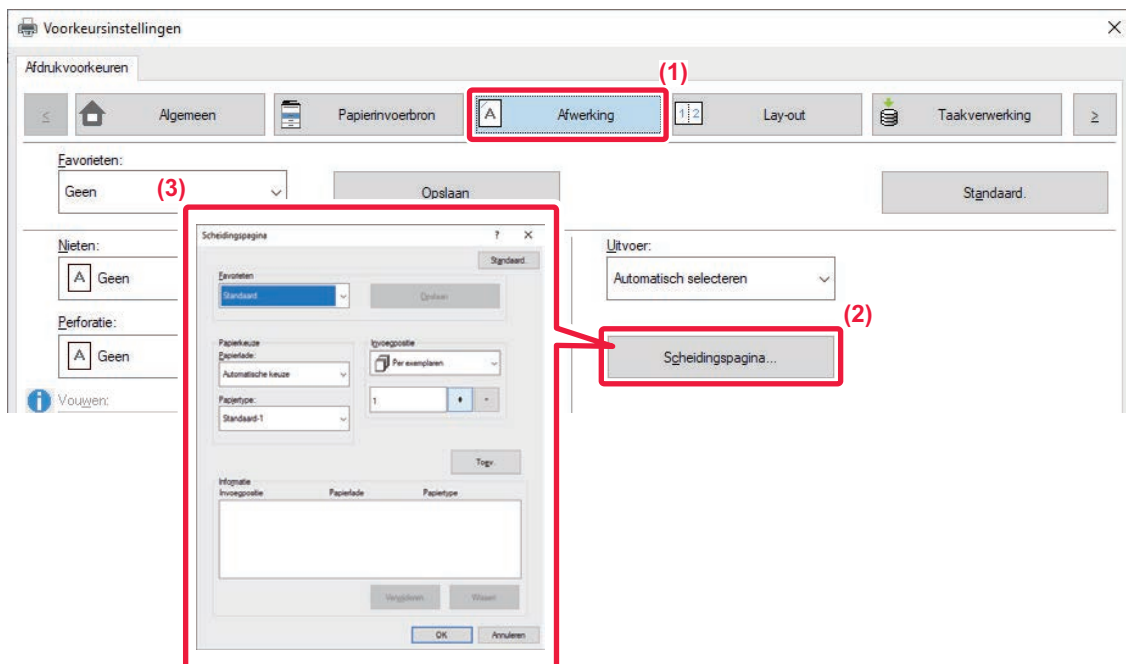 Voorkeursinstellingen
Afdrukvoorkeuren
(1)
< Algemeen Papierinvoerbron A Afwerking 1 2 Lay-out Taakverwerking >
Favorieten:
Geen (3) Opslaan Standaard.
Nieten:
A Geen
Perforatie:
A Geen
Vouwen:
Uitvoer:
Automatisch selecteren
(2)
Scheidingspagina...
Scheidingspagina ?
Standaard.
Favorieten
Standaard Opslaan
Papierkeuze
Papierlade:
Automatische keuze
Papiertype:
Standaard-1
Invoegpositie
Per exemplaren
1 + -
Toev.
Informatie
Invoegpositie Papierlade Papiertype
Verwijderen Wissen
OK Annuleren